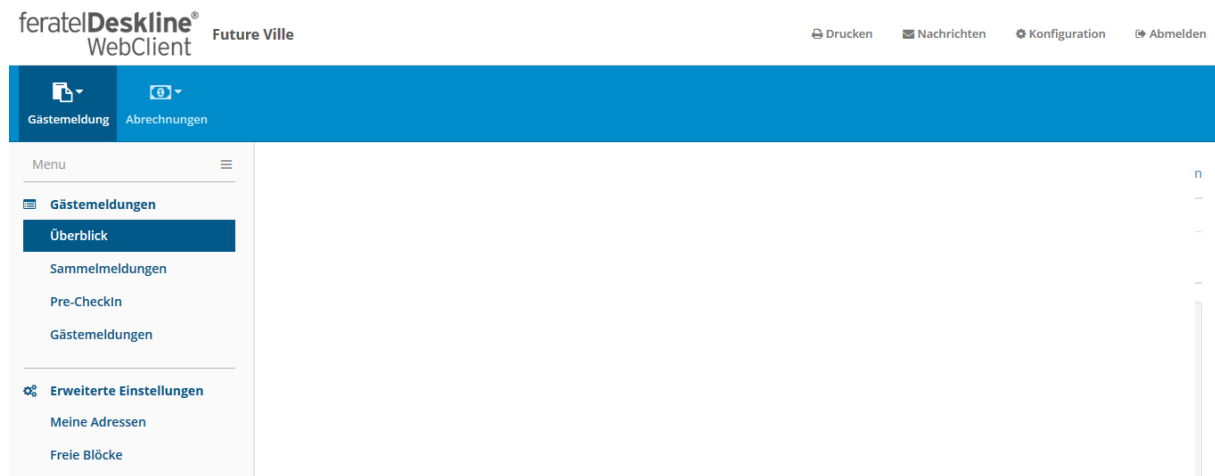 feratelDeskline®
WebClient
Future Ville
Drucken
Nachrichten
Konfiguration
Abmelden
Gästemeldung
Abrechnungen
Menu
n
Gästemeldungen
Überblick
Sammelmeldungen
Pre-CheckIn
Gästemeldungen
Erweiterte Einstellungen
Meine Adressen
Freie Blöcke